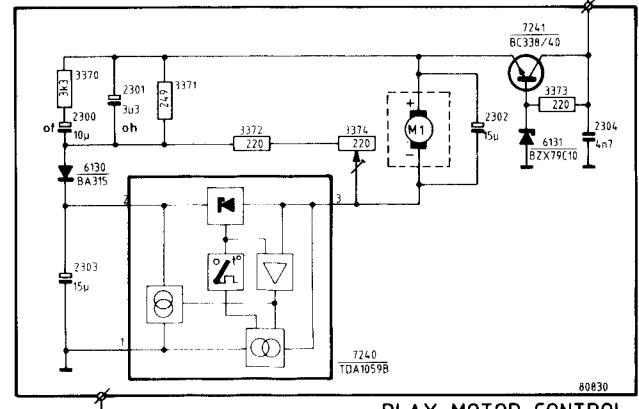 7241
BC338/40
3370
3k3
2301
3µ3
3371
249
2300
of
10µ
oh
3372
220
3374
220
+
M1
-
2302
15µ
3373
220
6131
BZX79C10
2304
4n7
6130
BA315
2
3
t°
2303
15µ
1
7240
TDA1059B
80830
PLAY MOTOR CONTROL